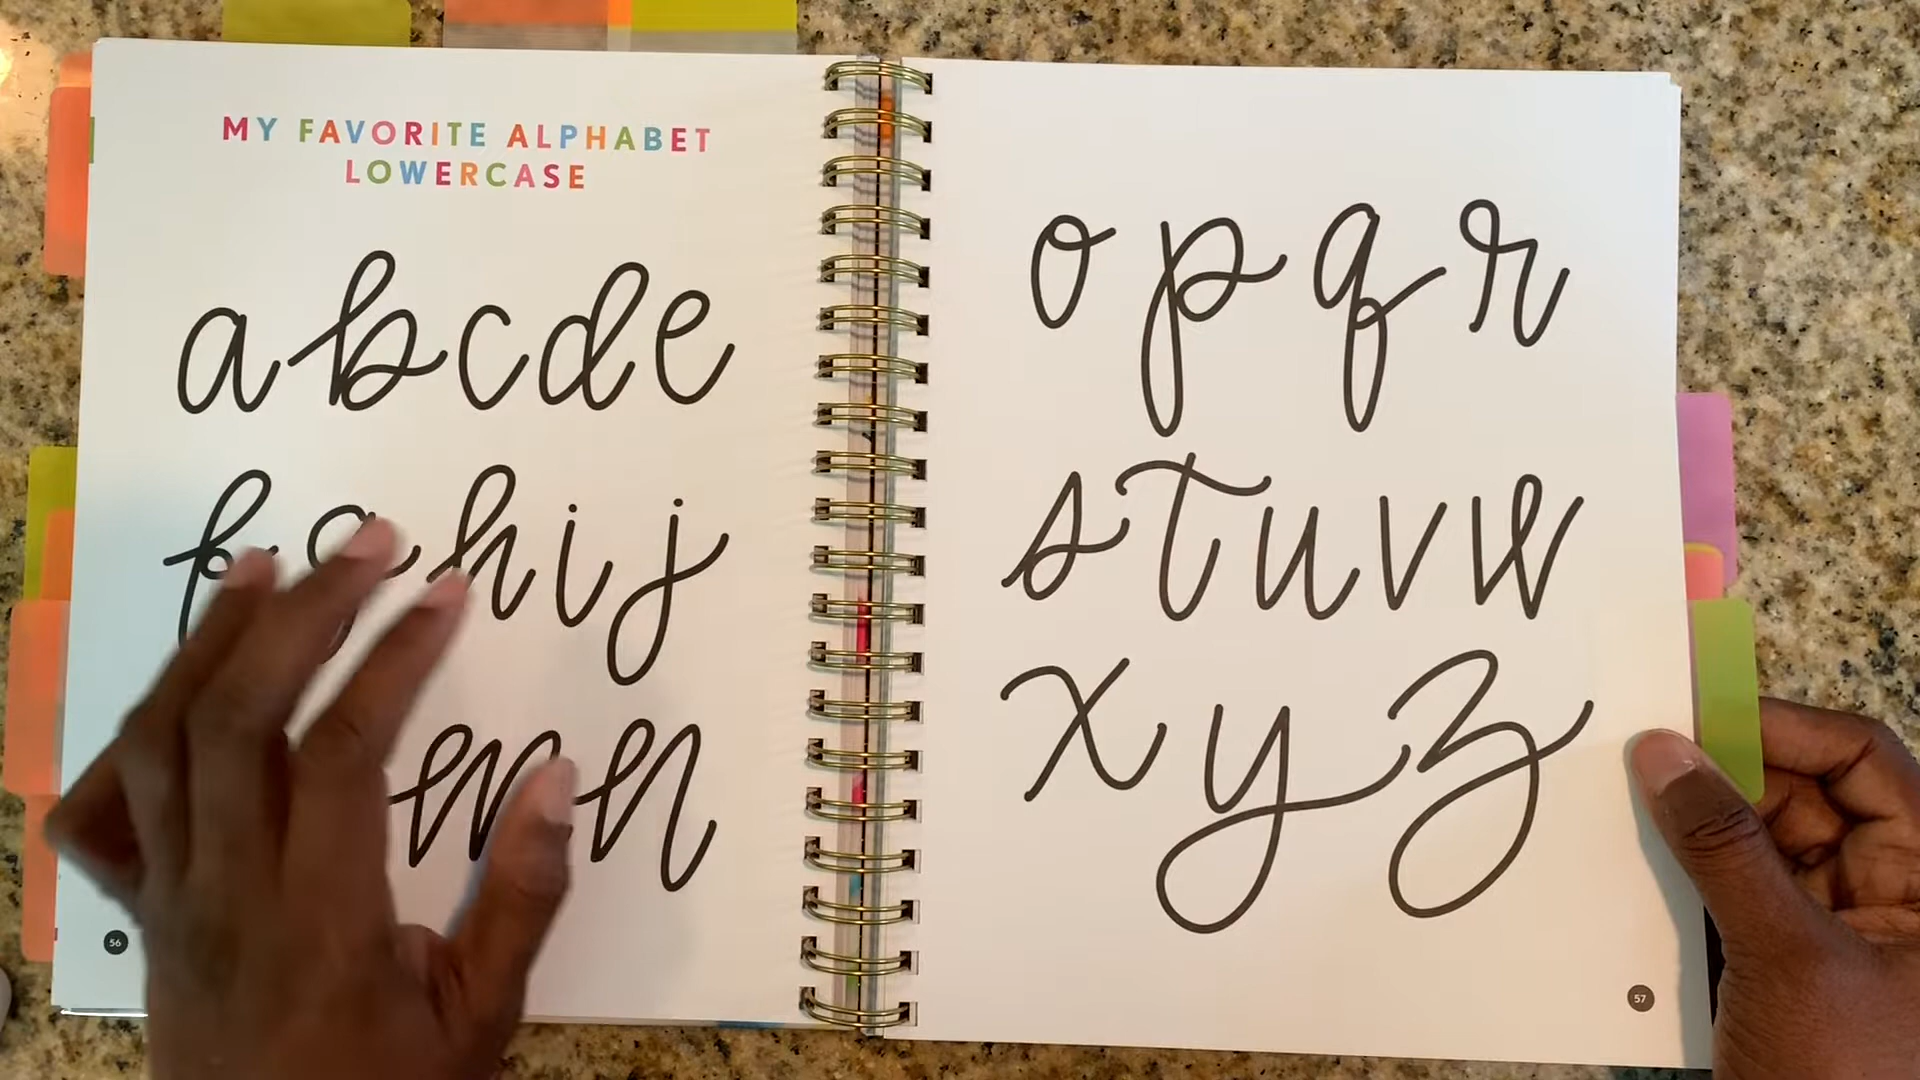 MY FAVORITE ALPHABET
LOWERCASE
a b c d e
f g h i j
m n
56
o p q r
s t u v w
x y z
57